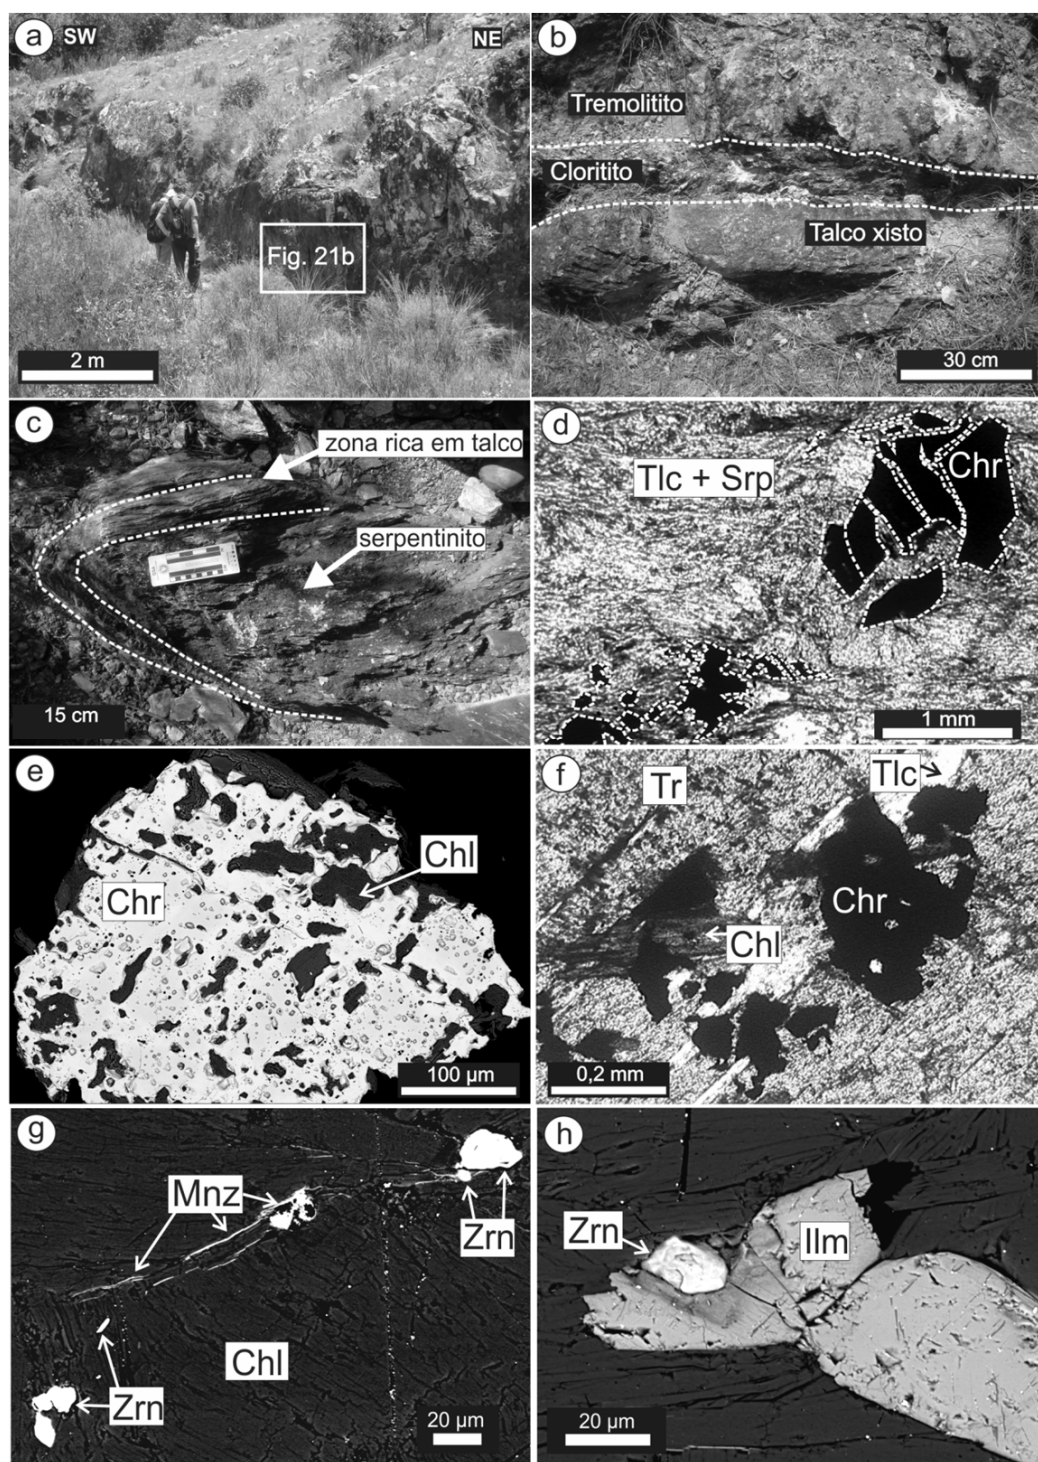 a
SW
NE
Fig. 21b
2 m
b
Tremolitito
Cloritito
Talco xisto
30 cm
c
zona rica em talco
serpentinito
15 cm
d
Tlc + Srp
Chr
1 mm
e
Chl
Chr
100 µm
f
Tr
Tlc
Chr
Chl
0,2 mm
g
Mnz
Zrn
Chl
Zrn
20 µm
h
Zrn
Ilm
20 µm